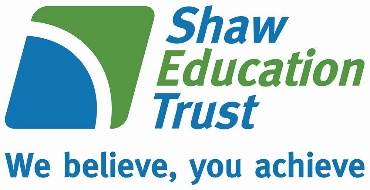 Shaw
Education
Trust
We believe, you achieve